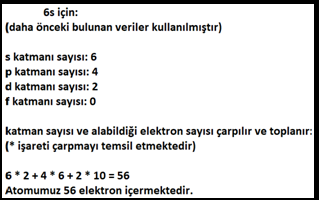 6s için:
(daha önceki bulunan veriler kullanılmıştır)
s katmanı sayısı: 6
p katmanı sayısı: 4
d katmanı sayısı: 2
f katmanı sayısı: 0
katman sayısı ve alabildiği elektron sayısı çarpılır ve toplanır:
(* işareti çarpmayı temsil etmektedir)
6 * 2 + 4 * 6 + 2 * 10 = 56
Atomumuz 56 elektron içermektedir.